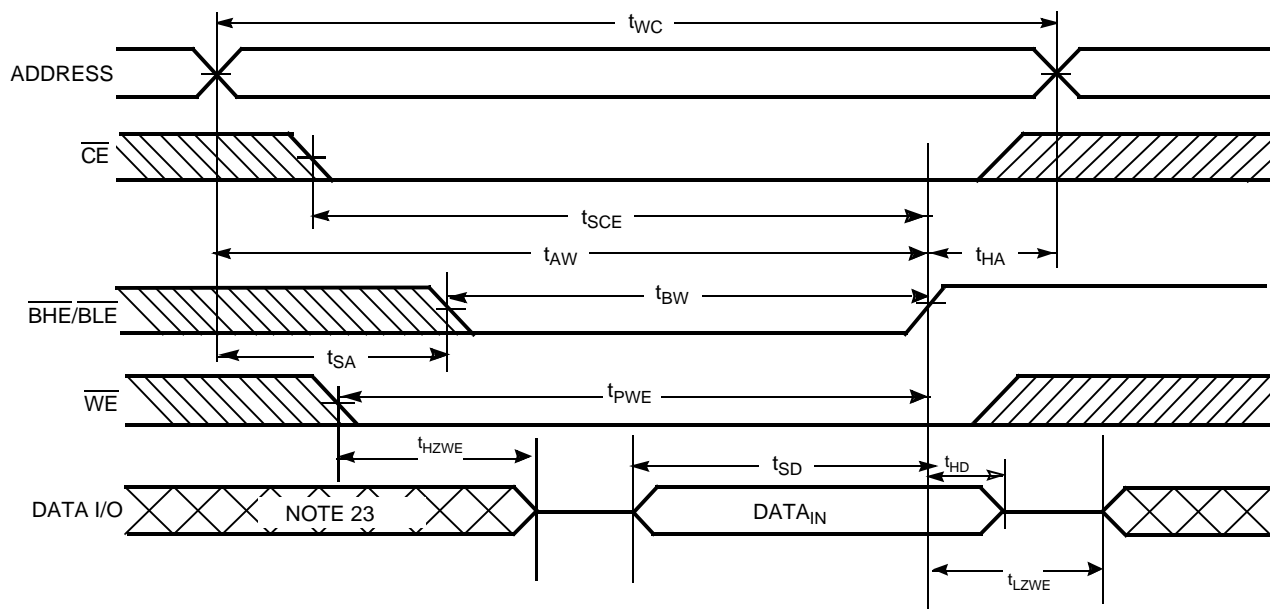 tWC
ADDRESS
CE
tSCE
tAW
tHA
BHE/BLE
tBW
tSA
WE
tPWE
tHZWE
tSD
tHD
DATA I/O
NOTE 23
DATAIN
tLZWE